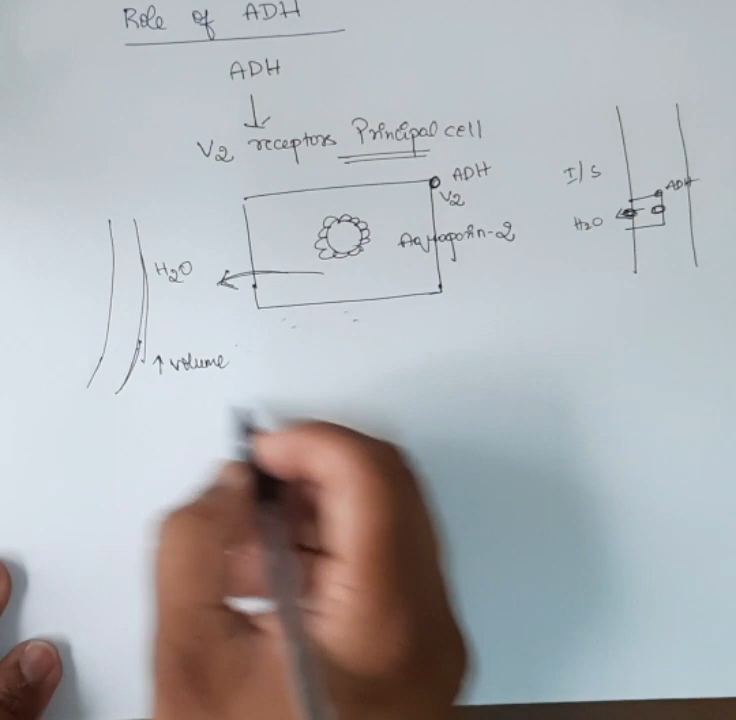 Role of ADH
ADH
V2 receptors Principal cell
ADH
V2
Aquaporin-2
H2O
↑ volume
I/S
ADH
H2O